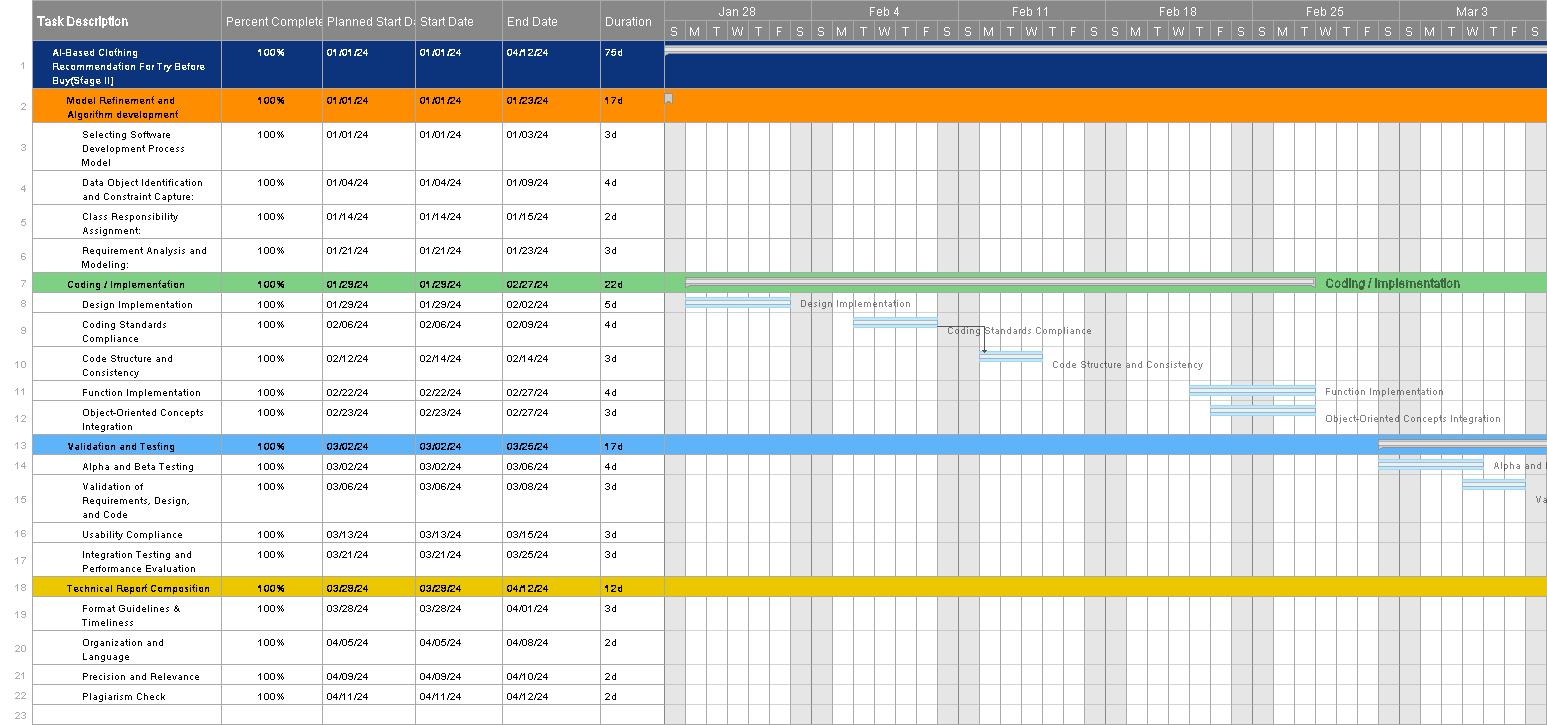 Task Description Percent Complete Planned Start Da Start Date End Date Duration Jan 28 Feb 4 Feb 11 Feb 18 Feb 25 Mar 3
S M T W T F S S M T W T F S S M T W T F S S M T W T F S S M T W T F S S M T W T F S
1 AI-Based Clothing 100% 01/01/24 01/01/24 04/12/24 75d
Recommendation For Try Before
Buy(Stage II]
2 Model Refinement and 100% 01/01/24 01/01/24 01/23/24 17d
Algorithm development
3 Selecting Software 100% 01/01/24 01/01/24 01/03/24 3d
Development Process
Model
4 Data Object Identification 100% 01/04/24 01/04/24 01/09/24 4d
and Constraint Capture:
5 Class Responsibility 100% 01/14/24 01/14/24 01/15/24 2d
Assignment:
6 Requirement Analysis and 100% 01/21/24 01/21/24 01/23/24 3d
Modeling:
7 Coding / Implementation 100% 01/29/24 01/29/24 02/27/24 22d Coding / Implementation
8 Design Implementation 100% 01/29/24 01/29/24 02/02/24 5d Design Implementation
9 Coding Standards 100% 02/06/24 02/06/24 02/09/24 4d Coding Standards Compliance
Compliance
10 Code Structure and 100% 02/12/24 02/14/24 02/14/24 3d Code Structure and Consistency
Consistency
11 Function Implementation 100% 02/22/24 02/22/24 02/27/24 4d Function Implementation
12 Object-Oriented Concepts 100% 02/23/24 02/23/24 02/27/24 3d Object-Oriented Concepts Integration
Integration
13 Validation and Testing 100% 03/02/24 03/02/24 03/25/24 17d
14 Alpha and Beta Testing 100% 03/02/24 03/02/24 03/06/24 4d Alpha and
15 Validation of 100% 03/06/24 03/06/24 03/08/24 3d Va
Requirements, Design,
and Code
16 Usability Compliance 100% 03/13/24 03/13/24 03/15/24 3d
17 Integration Testing and 100% 03/21/24 03/21/24 03/25/24 3d
Performance Evaluation
18 Technical Report Composition 100% 03/28/24 03/28/24 04/12/24 12d
19 Format Guidelines & 100% 03/28/24 03/28/24 04/01/24 3d
Timeliness
20 Organization and 100% 04/05/24 04/05/24 04/08/24 2d
Language
21 Precision and Relevance 100% 04/09/24 04/09/24 04/10/24 2d
22 Plagiarism Check 100% 04/11/24 04/11/24 04/12/24 2d
23